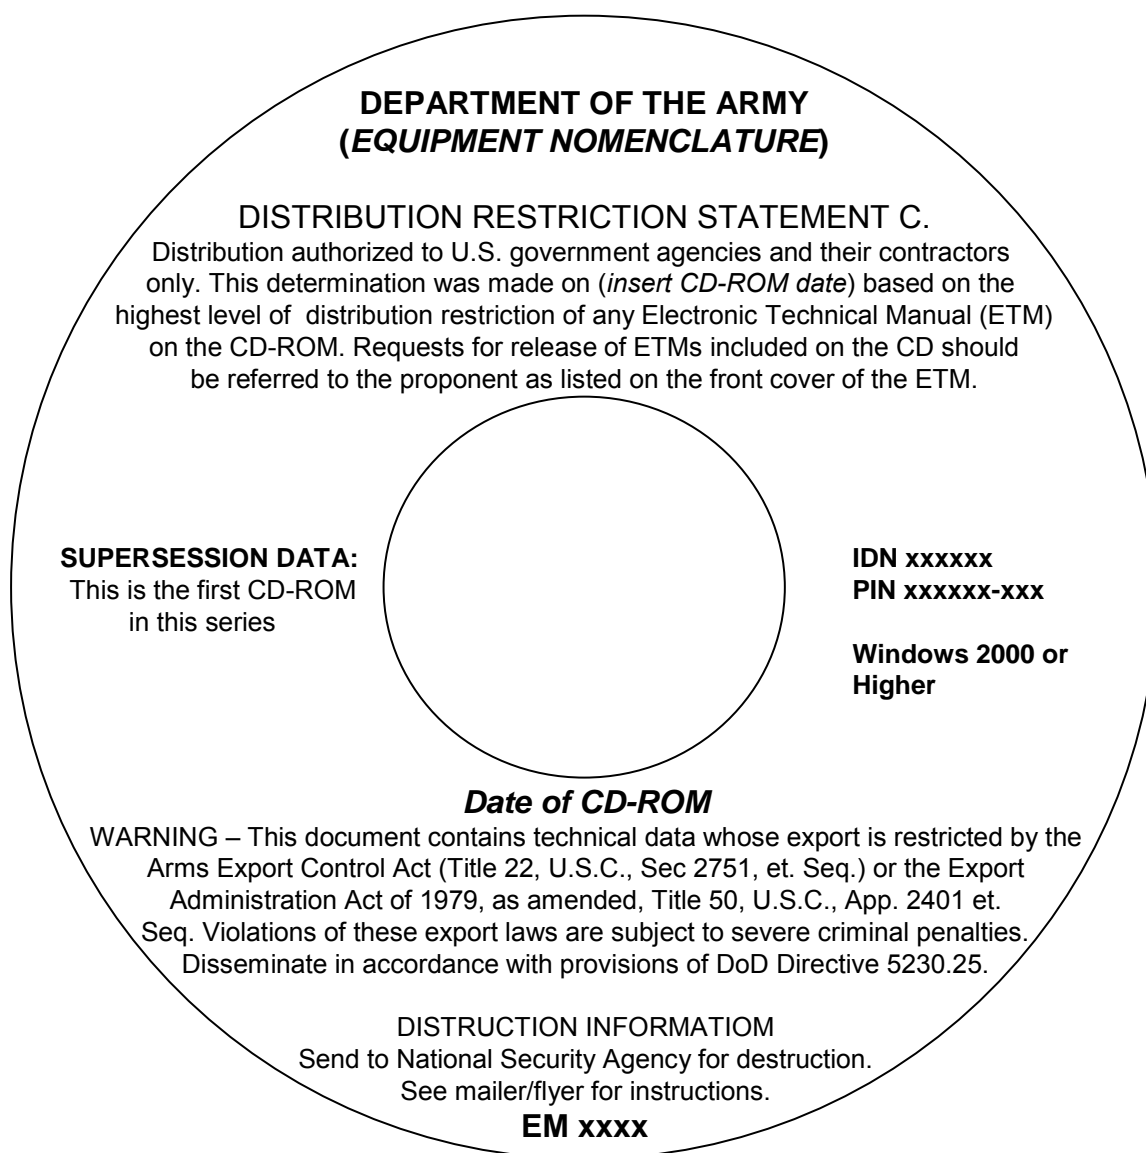 DEPARTMENT OF THE ARMY
(EQUIPMENT NOMENCLATURE)
DISTRIBUTION RESTRICTION STATEMENT C.
Distribution authorized to U.S. government agencies and their contractors
only. This determination was made on (insert CD-ROM date) based on the
highest level of distribution restriction of any Electronic Technical Manual (ETM)
on the CD-ROM. Requests for release of ETMs included on the CD should
be referred to the proponent as listed on the front cover of the ETM.
SUPERSESSION DATA:
This is the first CD-ROM
in this series
IDN xxxxxx
PIN xxxxxx-xxx
Windows 2000 or
Higher
Date of CD-ROM
WARNING – This document contains technical data whose export is restricted by the
Arms Export Control Act (Title 22, U.S.C., Sec 2751, et. Seq.) or the Export
Administration Act of 1979, as amended, Title 50, U.S.C., App. 2401 et.
Seq. Violations of these export laws are subject to severe criminal penalties.
Disseminate in accordance with provisions of DoD Directive 5230.25.
DISTRUCTION INFORMATIOM
Send to National Security Agency for destruction.
See mailer/flyer for instructions.
EM xxxx